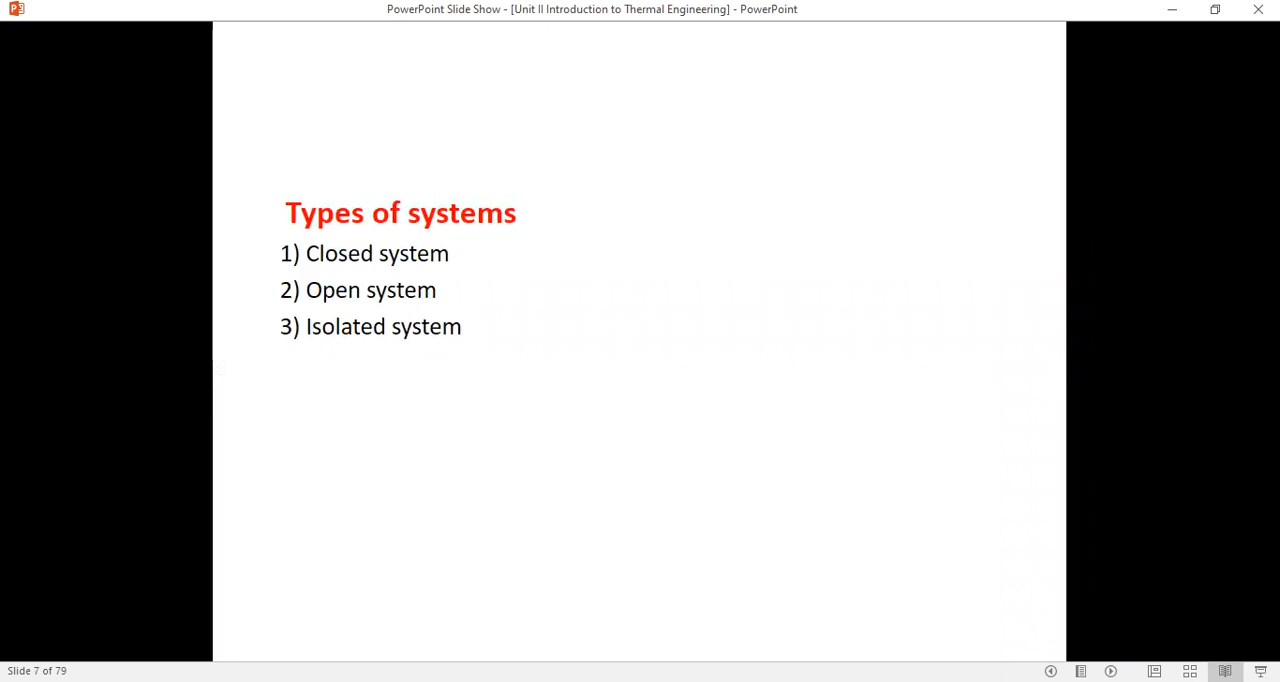 PowerPoint Slide Show - [Unit II Introduction to Thermal Engineering] - PowerPoint
Types of systems
1) Closed system
2) Open system
3) Isolated system
Slide 7 of 79